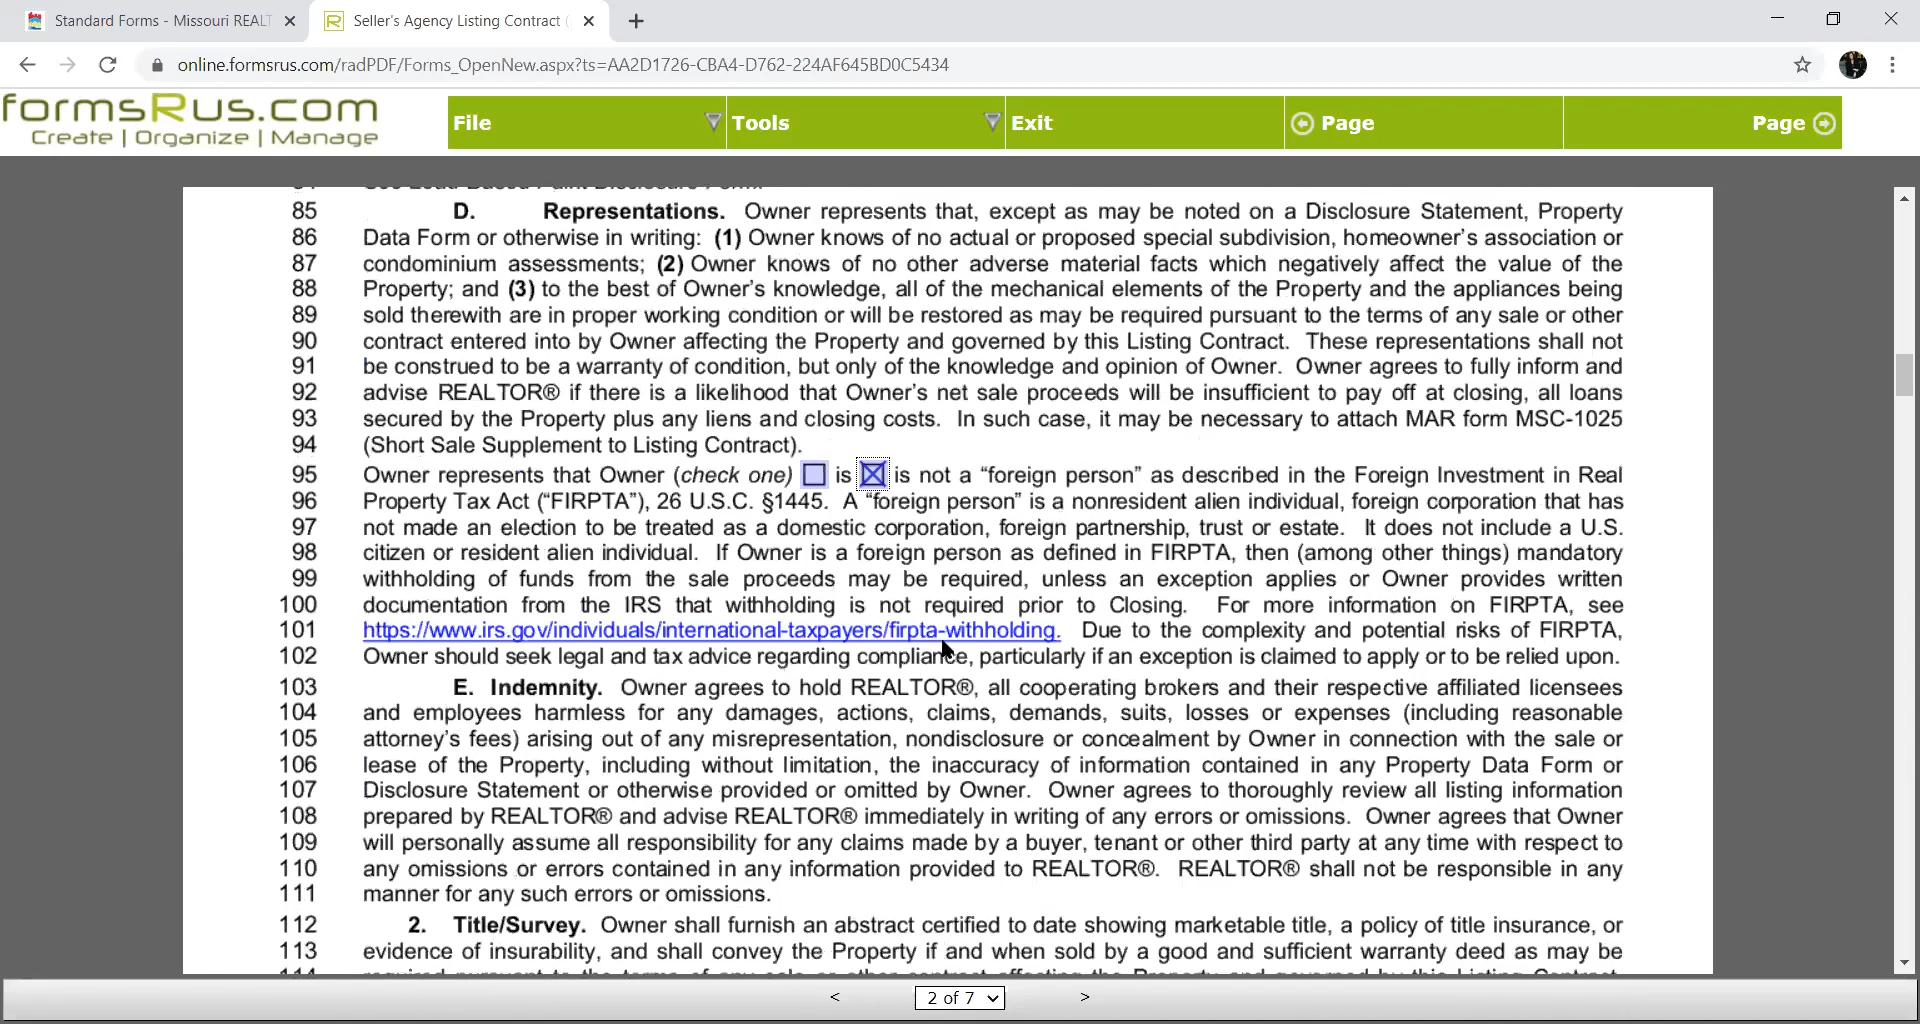 Standard Forms - Missouri REALT
Seller's Agency Listing Contract (
online.formsrus.com/radPDF/Forms_OpenNew.aspx?ts=AA2D1726-CBA4-D762-224AF645BD0C5434
formsRus.com
Create | Organize | Manage
File
Tools
Exit
Page
Page
85 D. Representations. Owner represents that, except as may be noted on a Disclosure Statement, Property
86 Data Form or otherwise in writing: (1) Owner knows of no actual or proposed special subdivision, homeowner's association or
87 condominium assessments; (2) Owner knows of no other adverse material facts which negatively affect the value of the
88 Property; and (3) to the best of Owner's knowledge, all of the mechanical elements of the Property and the appliances being
89 sold therewith are in proper working condition or will be restored as may be required pursuant to the terms of any sale or other
90 contract entered into by Owner affecting the Property and governed by this Listing Contract. These representations shall not
91 be construed to be a warranty of condition, but only of the knowledge and opinion of Owner. Owner agrees to fully inform and
92 advise REALTOR® if there is a likelihood that Owner's net sale proceeds will be insufficient to pay off at closing, all loans
93 secured by the Property plus any liens and closing costs. In such case, it may be necessary to attach MAR form MSC-1025
94 (Short Sale Supplement to Listing Contract).
95 Owner represents that Owner (check one) is is not a “foreign person” as described in the Foreign Investment in Real
96 Property Tax Act (“FIRPTA”), 26 U.S.C. §1445. A “foreign person” is a nonresident alien individual, foreign corporation that has
97 not made an election to be treated as a domestic corporation, foreign partnership, trust or estate. It does not include a U.S.
98 citizen or resident alien individual. If Owner is a foreign person as defined in FIRPTA, then (among other things) mandatory
99 withholding of funds from the sale proceeds may be required, unless an exception applies or Owner provides written
100 documentation from the IRS that withholding is not required prior to Closing. For more information on FIRPTA, see
101 https://www.irs.gov/individuals/international-taxpayers/firpta-withholding. Due to the complexity and potential risks of FIRPTA,
102 Owner should seek legal and tax advice regarding compliance, particularly if an exception is claimed to apply or to be relied upon.
103 E. Indemnity. Owner agrees to hold REALTOR®, all cooperating brokers and their respective affiliated licensees
104 and employees harmless for any damages, actions, claims, demands, suits, losses or expenses (including reasonable
105 attorney's fees) arising out of any misrepresentation, nondisclosure or concealment by Owner in connection with the sale or
106 lease of the Property, including without limitation, the inaccuracy of information contained in any Property Data Form or
107 Disclosure Statement or otherwise provided or omitted by Owner. Owner agrees to thoroughly review all listing information
108 prepared by REALTOR® and advise REALTOR® immediately in writing of any errors or omissions. Owner agrees that Owner
109 will personally assume all responsibility for any claims made by a buyer, tenant or other third party at any time with respect to
110 any omissions or errors contained in any information provided to REALTOR®. REALTOR® shall not be responsible in any
111 manner for any such errors or omissions.
112 2. Title/Survey. Owner shall furnish an abstract certified to date showing marketable title, a policy of title insurance, or
113 evidence of insurability, and shall convey the Property if and when sold by a good and sufficient warranty deed as may be
< 2 of 7 >